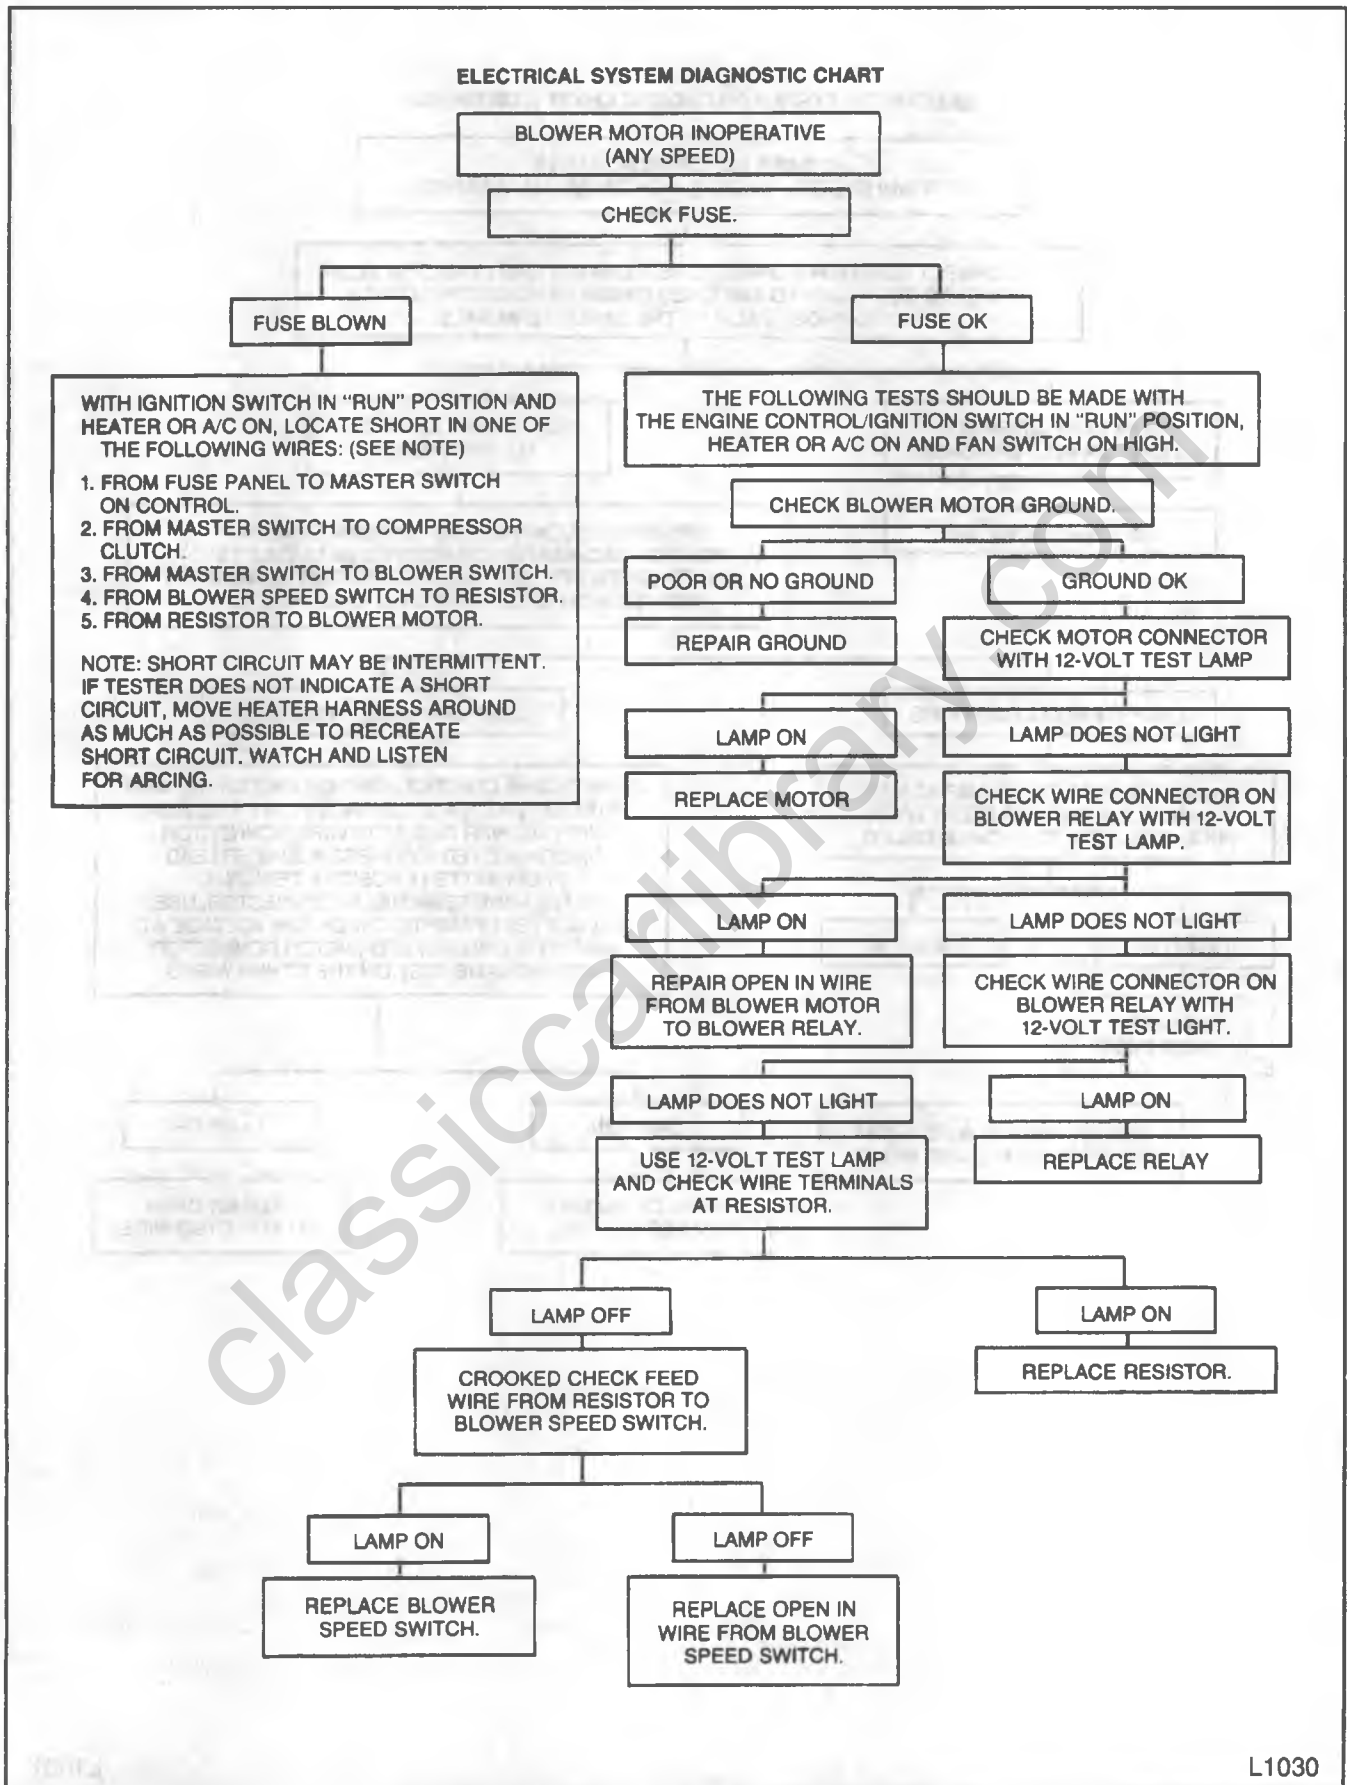 ELECTRICAL SYSTEM DIAGNOSTIC CHART
BLOWER MOTOR INOPERATIVE
(ANY SPEED)
CHECK FUSE.
FUSE BLOWN
FUSE OK
WITH IGNITION SWITCH IN "RUN" POSITION AND
HEATER OR A/C ON, LOCATE SHORT IN ONE OF
THE FOLLOWING WIRES: (SEE NOTE)
1. FROM FUSE PANEL TO MASTER SWITCH
ON CONTROL.
2. FROM MASTER SWITCH TO COMPRESSOR
CLUTCH.
3. FROM MASTER SWITCH TO BLOWER SWITCH.
4. FROM BLOWER SPEED SWITCH TO RESISTOR.
5. FROM RESISTOR TO BLOWER MOTOR.
NOTE: SHORT CIRCUIT MAY BE INTERMITTENT.
IF TESTER DOES NOT INDICATE A SHORT
CIRCUIT, MOVE HEATER HARNESS AROUND
AS MUCH AS POSSIBLE TO RECREATE
SHORT CIRCUIT. WATCH AND LISTEN
FOR ARCING.
THE FOLLOWING TESTS SHOULD BE MADE WITH
THE ENGINE CONTROL/IGNITION SWITCH IN "RUN" POSITION,
HEATER OR A/C ON AND FAN SWITCH ON HIGH.
CHECK BLOWER MOTOR GROUND.
POOR OR NO GROUND
GROUND OK
REPAIR GROUND
CHECK MOTOR CONNECTOR
WITH 12-VOLT TEST LAMP
LAMP ON
LAMP DOES NOT LIGHT
REPLACE MOTOR
CHECK WIRE CONNECTOR ON
BLOWER RELAY WITH 12-VOLT
TEST LAMP.
LAMP ON
LAMP DOES NOT LIGHT
REPAIR OPEN IN WIRE
FROM BLOWER MOTOR
TO BLOWER RELAY.
CHECK WIRE CONNECTOR ON
BLOWER RELAY WITH
12-VOLT TEST LIGHT.
LAMP DOES NOT LIGHT
LAMP ON
USE 12-VOLT TEST LAMP
AND CHECK WIRE TERMINALS
AT RESISTOR.
REPLACE RELAY
LAMP OFF
LAMP ON
CROOKED CHECK FEED
WIRE FROM RESISTOR TO
BLOWER SPEED SWITCH.
REPLACE RESISTOR.
LAMP ON
LAMP OFF
REPLACE BLOWER
SPEED SWITCH.
REPLACE OPEN IN
WIRE FROM BLOWER
SPEED SWITCH.
L1030
classiccarlibrary.com